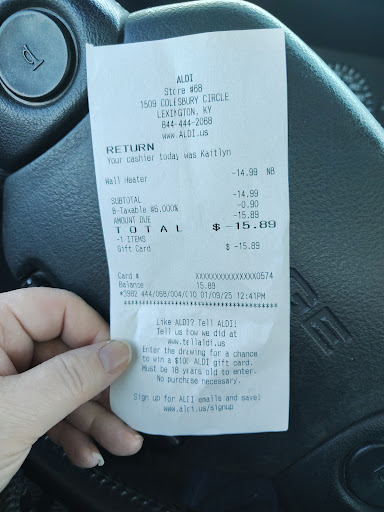 ALDI
Store #68
1509 COLESBURY CIRCLE
LEXINGTON, KY
844-444-2068
www.ALDI.us
RETURN
Your cashier today was Kaitlyn
Wall Heater -14.99 NB
SUBTOTAL -14.99
B-Taxable @6.000% -0.90
AMOUNT DUE -15.89
TOTAL $ -15.89
-1 ITEMS
Gift Card $ -15.89
Card # XXXXXXXXXXXXXXX0574
Balance 15.89
*3982 444/068/004/010 01/09/25 12:41PM
Like ALDI? Tell ALDI!
Tell us how we did at
www.tellaldi.us
Enter the drawing for a chance
to win a $100 ALDI gift card.
Must be 18 years old to enter.
No purchase necessary.
Sign up for ALDI emails and save!
www.aldi.us/signup